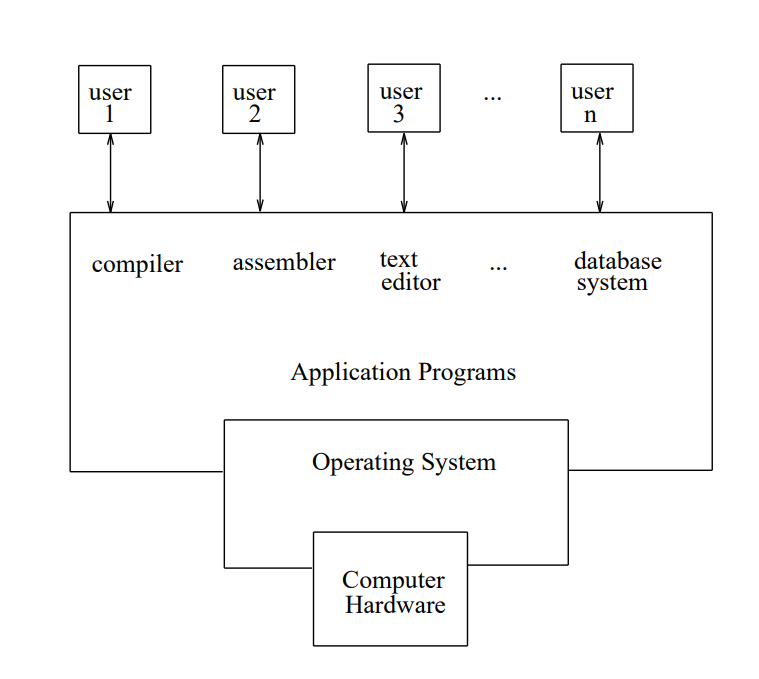 user
1
user
2
user
3
...
user
n
compiler
assembler
text
editor
...
database
system
Application Programs
Operating System
Computer
Hardware